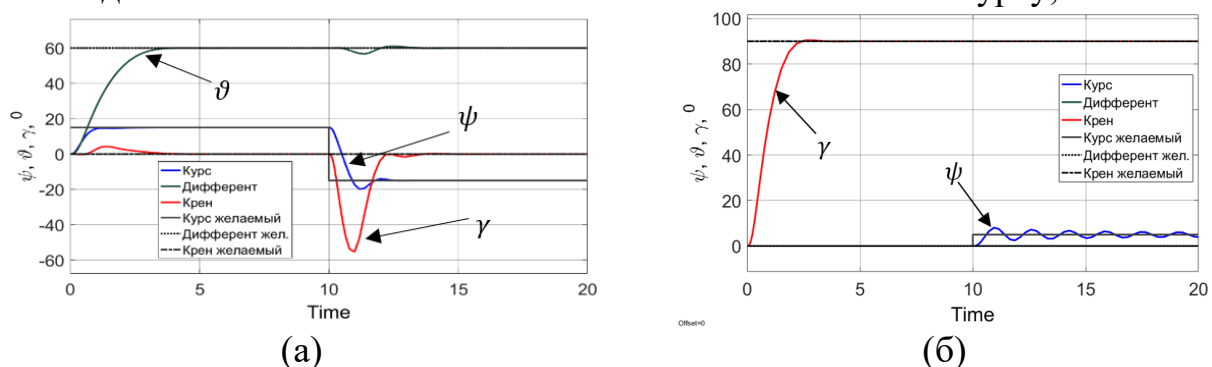 60
40
20
0
-20
-40
-60
ψ, ϑ, γ, 0
ϑ
ψ
γ
Курс
Дифферент
Крен
Курс желаемый
Дифферент жел.
Крен желаемый
0
5
10
15
20
Time
(а)
100
80
60
40
20
0
ψ, ϑ, γ, 0
γ
ψ
Курс
Дифферент
Крен
Курс желаемый
Дифферент жел.
Крен желаемый
0
5
10
15
20
Time
Offset=0
(б)